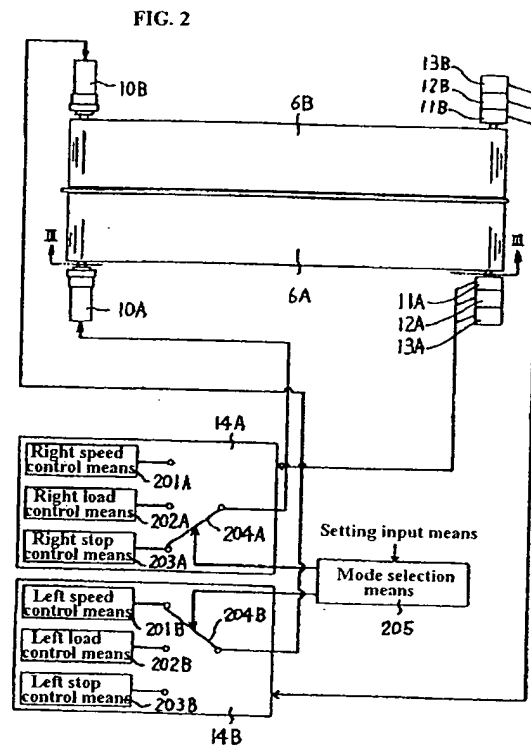 FIG. 2
10B
6B
13B
12B
11B
III
III
10A
6A
11A
12A
13A
14A
Right speed
control means
201A
Right load
control means
202A
Right stop
control means
203A
204A
Setting input means
Mode selection
means
205
Left speed
control means
201B
204B
Left load
control means
202B
Left stop
control means
203B
14B